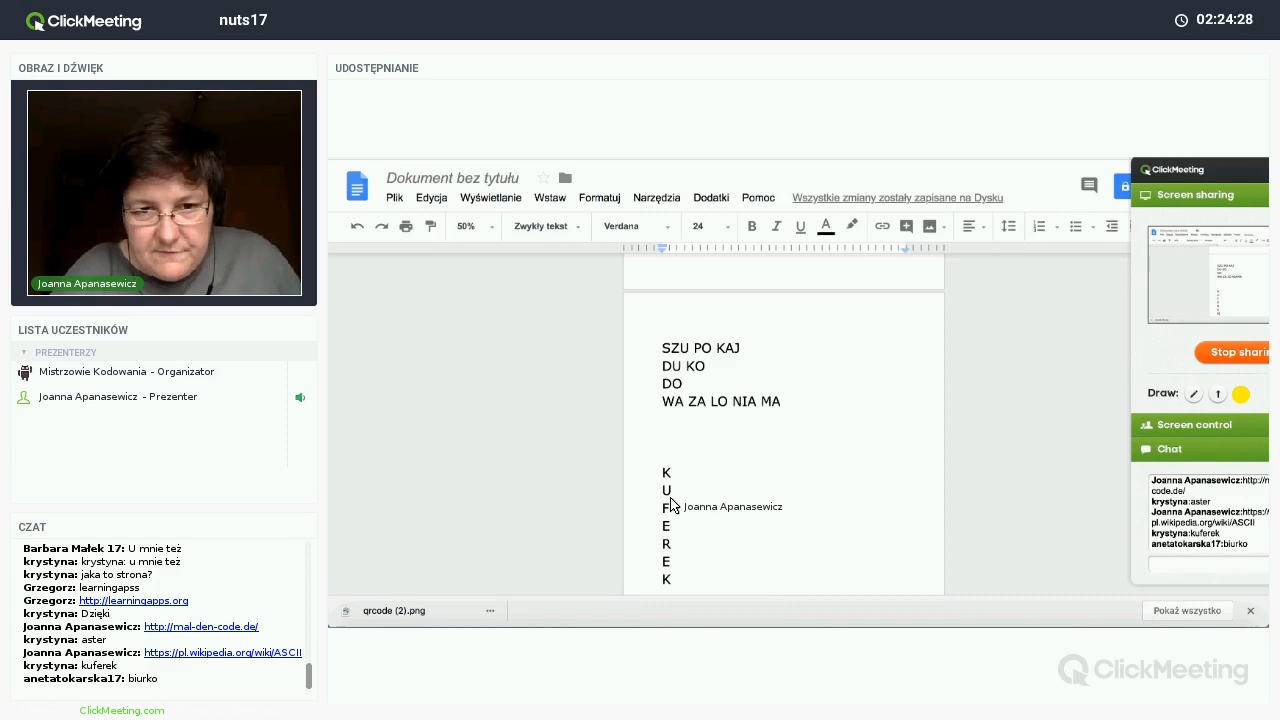 ClickMeeting
nuts17
02:24:28
OBRAZ I DŹWIĘK
Joanna Apanasewicz
LISTA UCZESTNIKÓW
PREZENTERZY
Mistrzowie Kodowania - Organizator
Joanna Apanasewicz - Prezenter
CZAT
Barbara Małek 17: U mnie też
krystyna: krystyna: u mnie też
krystyna: jaka to strona?
Grzegorz: learningapss
Grzegorz: http://learningapps.org
krystyna: Dzięki
Joanna Apanasewicz: http://mal-den-code.de/
krystyna: aster
Joanna Apanasewicz: https://pl.wikipedia.org/wiki/ASCII
krystyna: kuferek
anetatokarska17: biurko
ClickMeeting.com
UDOSTĘPNIANIE
Dokument bez tytułu
Plik Edycja Wyświetlanie Wstaw Formatuj Narzędzia Dodatki Pomoc Wszystkie zmiany zostały zapisane na Dysku
50% Zwykły tekst Verdana 24 B I U A
SZU PO KAJ
DU KO
DO
WA ZA LO NIA MA
K
U
F
Joanna Apanasewicz
E
R
E
K
qrcode (2).png
Pokaż wszystko
ClickMeeting
Screen sharing
Stop shari
Draw:
Screen control
Chat
Joanna Apanasewicz:http://m
code.de/
krystyna:aster
Joanna Apanasewicz:https:/
pl.wikipedia.org/wiki/ASCII
krystyna:kuferek
anetatokarska17:biurko
ClickMeeting